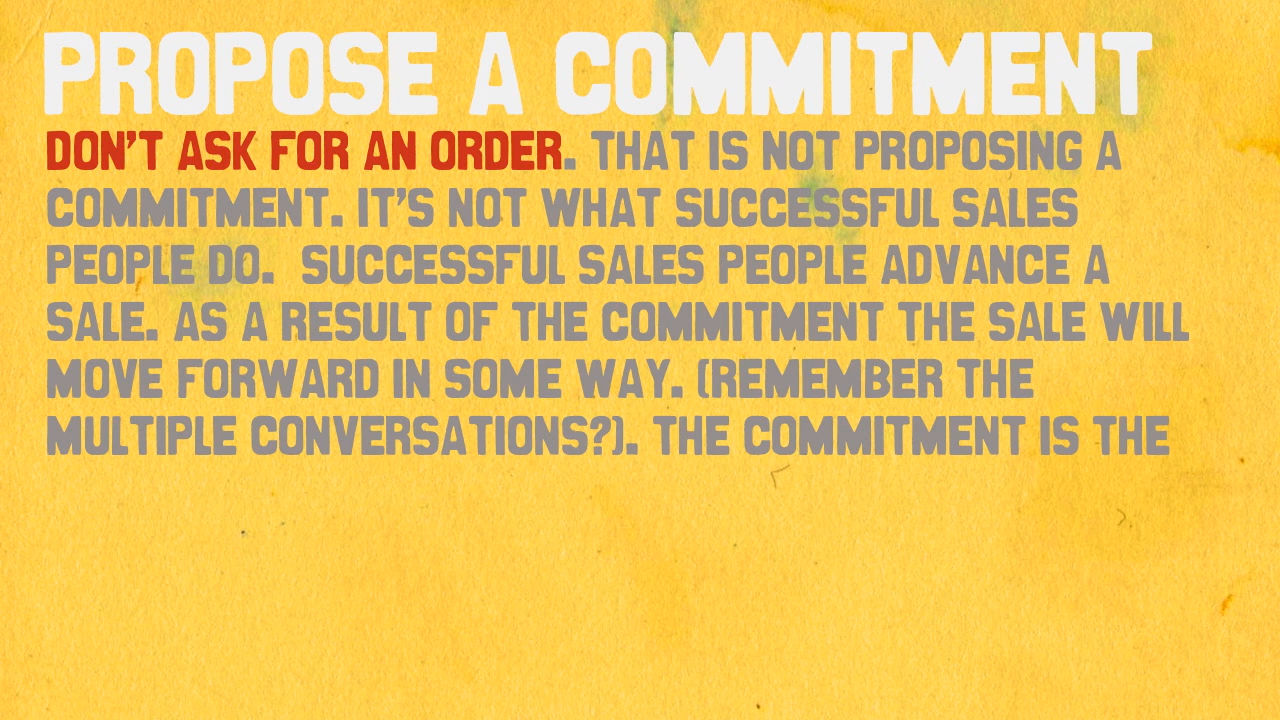 PROPOSE A COMMITMENT
DON'T ASK FOR AN ORDER. THAT IS NOT PROPOSING A
COMMITMENT. IT'S NOT WHAT SUCCESSFUL SALES
PEOPLE DO.  SUCCESSFUL SALES PEOPLE ADVANCE A
SALE. AS A RESULT OF THE COMMITMENT THE SALE WILL
MOVE FORWARD IN SOME WAY. (REMEMBER THE
MULTIPLE CONVERSATIONS?). THE COMMITMENT IS THE